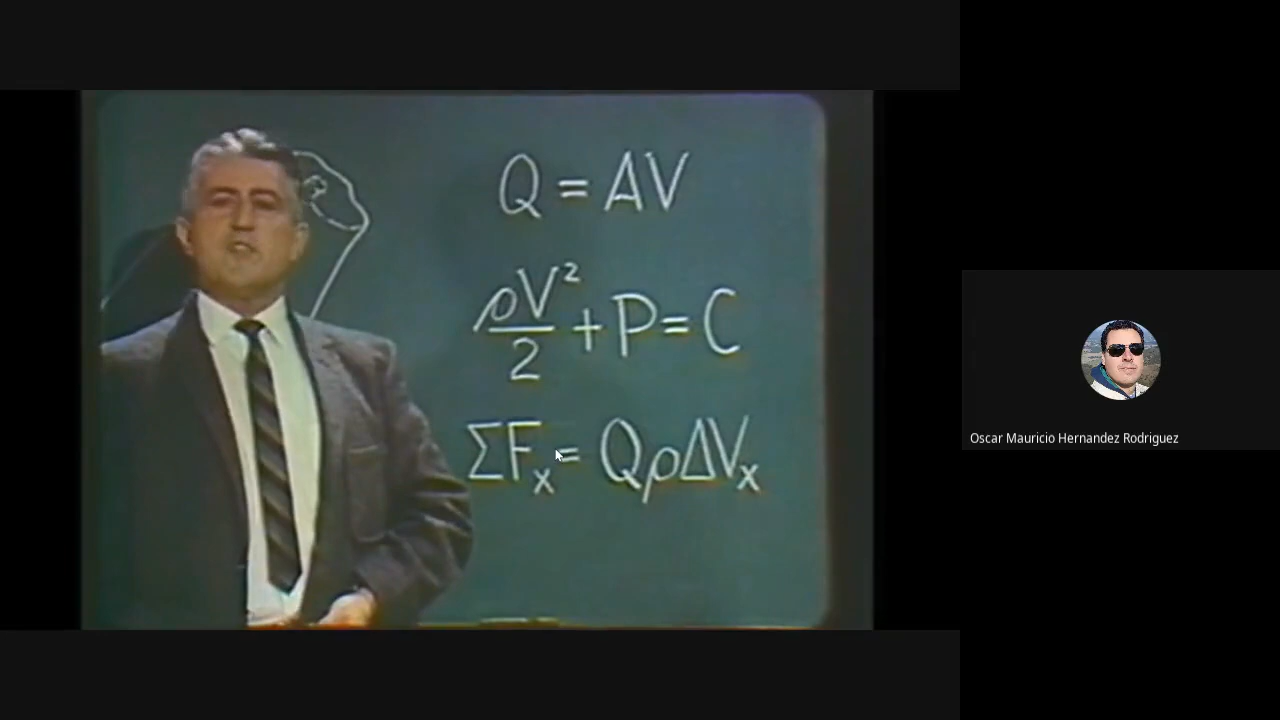 Q = AV
ρV²/2 + P = C
ΣFx = QρΔVx
Oscar Mauricio Hernandez Rodriguez